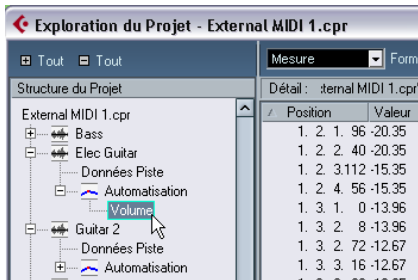 Exploration du Projet - External MIDI 1.cpr
Tout Tout
Mesure Form
Structure du Projet
Détail : :ternal MIDI 1.cpr
Position Valeur
External MIDI 1.cpr
Bass
Elec Guitar
Données Piste
Automatisation
Volume
Guitar 2
Données Piste
Automatisation
1. 2. 1. 96 -20.35
1. 2. 2. 40 -20.35
1. 2. 3.112 -15.35
1. 2. 4. 56 -15.35
1. 3. 1. 0 -13.96
1. 3. 2. 8 -13.96
1. 3. 2. 72 -12.67
1. 3. 3. 16 -12.67